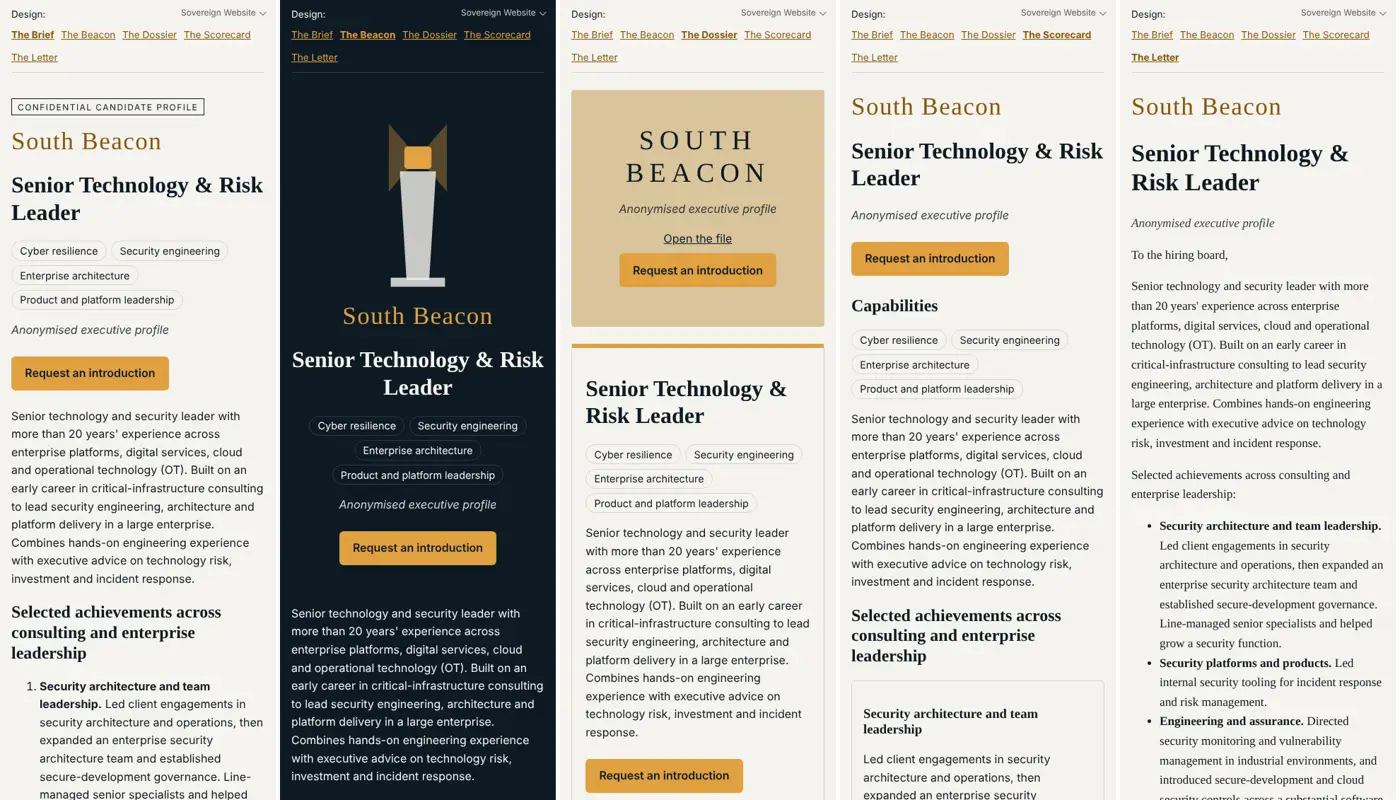 Design:
Sovereign Website
The Brief The Beacon The Dossier The Scorecard
The Letter
CONFIDENTIAL CANDIDATE PROFILE
South Beacon
Senior Technology & Risk
Leader
Cyber resilience Security engineering
Enterprise architecture
Product and platform leadership
Anonymised executive profile
Request an introduction
Senior technology and security leader with
more than 20 years' experience across
enterprise platforms, digital services, cloud
and operational technology (OT). Built on an
early career in critical-infrastructure consulting
to lead security engineering, architecture and
platform delivery in a large enterprise.
Combines hands-on engineering experience
with executive advice on technology risk,
investment and incident response.
Selected achievements across
consulting and enterprise
leadership
1. Security architecture and team
leadership. Led client engagements in
security architecture and operations, then
expanded an enterprise security
architecture team and established
secure-development governance. Line-
managed senior specialists and helped
Design:
Sovereign Website
The Brief The Beacon The Dossier The Scorecard
The Letter
South Beacon
Senior Technology & Risk
Leader
Cyber resilience Security engineering
Enterprise architecture
Product and platform leadership
Anonymised executive profile
Request an introduction
Senior technology and security leader with
more than 20 years' experience across
enterprise platforms, digital services, cloud
and operational technology (OT). Built on an
early career in critical-infrastructure consulting
to lead security engineering, architecture and
platform delivery in a large enterprise.
Combines hands-on engineering experience
with executive advice on technology risk,
investment and incident response.
Design:
Sovereign Website
The Brief The Beacon The Dossier The Scorecard
The Letter
SOUTH
BEACON
Anonymised executive profile
Open the file
Request an introduction
Senior Technology &
Risk Leader
Cyber resilience Security engineering
Enterprise architecture
Product and platform leadership
Senior technology and security leader
with more than 20 years' experience
across enterprise platforms, digital
services, cloud and operational
technology (OT). Built on an early career
in critical-infrastructure consulting to lead
security engineering, architecture and
platform delivery in a large enterprise.
Combines hands-on engineering
experience with executive advice on
technology risk, investment and incident
response.
Request an introduction
Design:
Sovereign Website
The Brief The Beacon The Dossier The Scorecard
The Letter
South Beacon
Senior Technology & Risk
Leader
Anonymised executive profile
Request an introduction
Capabilities
Cyber resilience Security engineering
Enterprise architecture
Product and platform leadership
Senior technology and security leader with
more than 20 years' experience across
enterprise platforms, digital services, cloud
and operational technology (OT). Built on an
early career in critical-infrastructure consulting
to lead security engineering, architecture and
platform delivery in a large enterprise.
Combines hands-on engineering experience
with executive advice on technology risk,
investment and incident response.
Selected achievements across
consulting and enterprise
leadership
Security architecture and team
leadership
Led client engagements in security
architecture and operations, then
expanded an enterprise security
Design:
Sovereign Website
The Brief The Beacon The Dossier The Scorecard
The Letter
South Beacon
Senior Technology &
Risk Leader
Anonymised executive profile
To the hiring board,
Senior technology and security leader with more
than 20 years' experience across enterprise
platforms, digital services, cloud and operational
technology (OT). Built on an early career in
critical-infrastructure consulting to lead security
engineering, architecture and platform delivery in a
large enterprise. Combines hands-on engineering
experience with executive advice on technology
risk, investment and incident response.
Selected achievements across consulting and
enterprise leadership:
• Security architecture and team leadership.
Led client engagements in security
architecture and operations, then expanded an
enterprise security architecture team and
established secure-development governance.
Line-managed senior specialists and helped
grow a security function.
• Security platforms and products. Led
internal security tooling for incident response
and risk management.
• Engineering and assurance. Directed
security monitoring and vulnerability
management in industrial environments, and
introduced secure-development and cloud
security controls across a substantial software